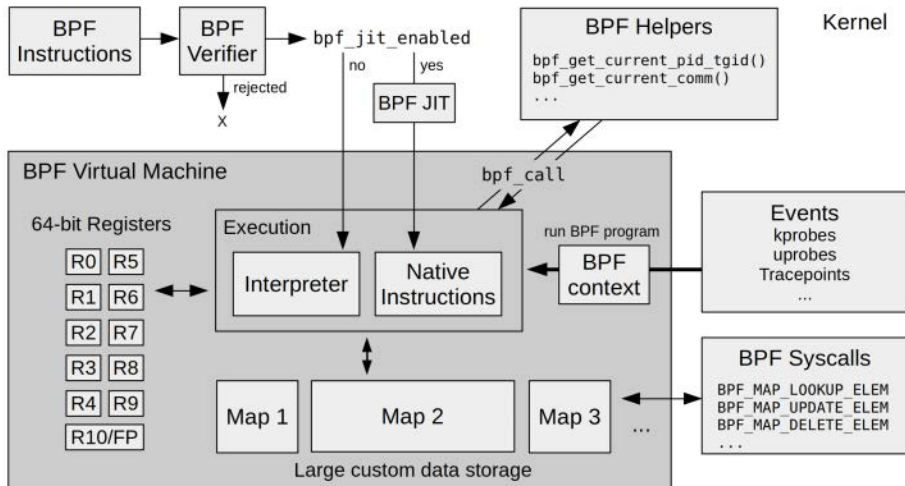 BPF
Instructions
BPF
Verifier
rejected
X
bpf_jit_enabled
no
yes
BPF JIT
BPF Helpers
bpf_get_current_pid_tgid()
bpf_get_current_comm()
...
Kernel
BPF Virtual Machine
bpf_call
64-bit Registers
R0 R5
R1 R6
R2 R7
R3 R8
R4 R9
R10/FP
Execution
Interpreter
Native
Instructions
run BPF program
BPF
context
Events
kprobes
uprobes
Tracepoints
...
Map 1
Map 2
Map 3
...
Large custom data storage
BPF Syscalls
BPF_MAP_LOOKUP_ELEM
BPF_MAP_UPDATE_ELEM
BPF_MAP_DELETE_ELEM
...